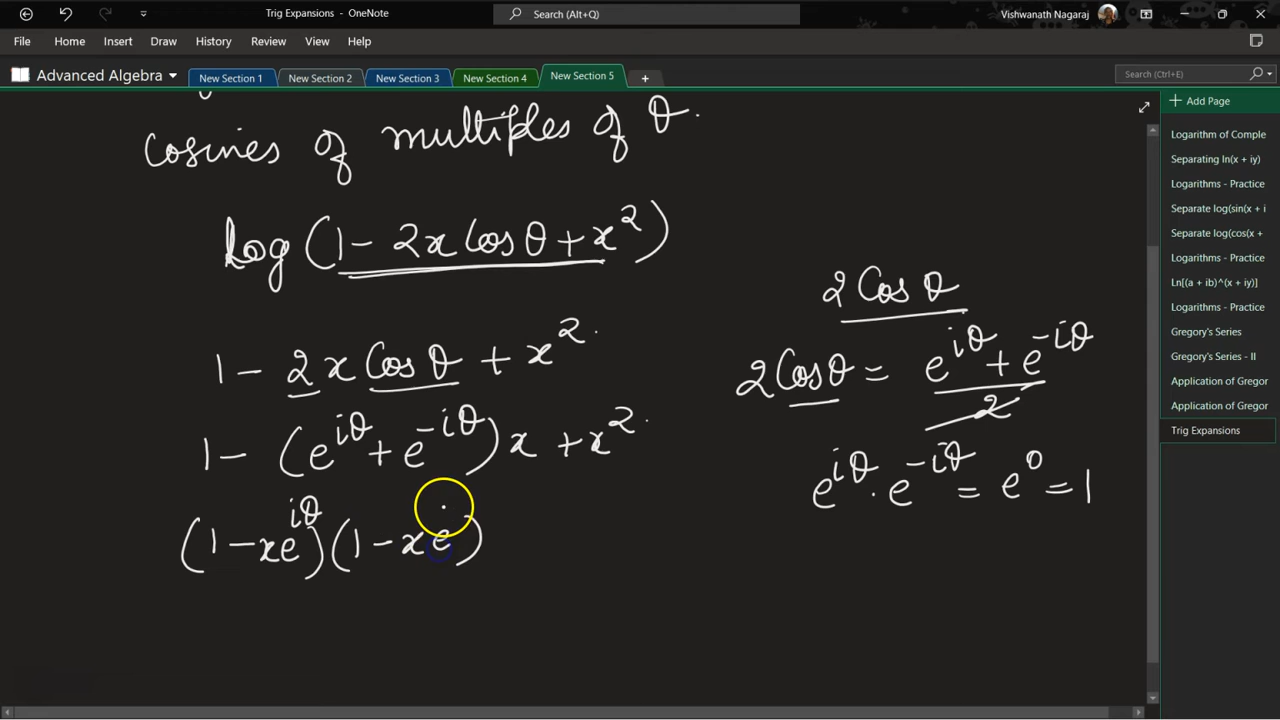 Trig Expansions - OneNote
Search (Alt+Q)
Vishwanath Nagaraj
File Home Insert Draw History Review View Help
Advanced Algebra
New Section 1 New Section 2 New Section 3 New Section 4 New Section 5 +
Search (Ctrl+E)
cosines of multiples of θ.
log (1 - 2x Cos θ + x²)
1 - 2x Cos θ + x².
1 - (e^{iθ} + e^{-iθ}) x + x².
(1 - xe^{iθ})(1 - xe)
2 Cos θ
2 Cos θ = (e^{iθ} + e^{-iθ})/2
e^{iθ} . e^{-iθ} = e^0 = 1
+ Add Page
Logarithm of Comple
Separating ln(x + iy)
Logarithms - Practice
Separate log(sin(x + i
Separate log(cos(x +
Logarithms - Practice
Ln[(a + ib)^(x + iy)]
Logarithms - Practice
Gregory's Series
Gregory's Series - II
Application of Gregor
Application of Gregor
Trig Expansions